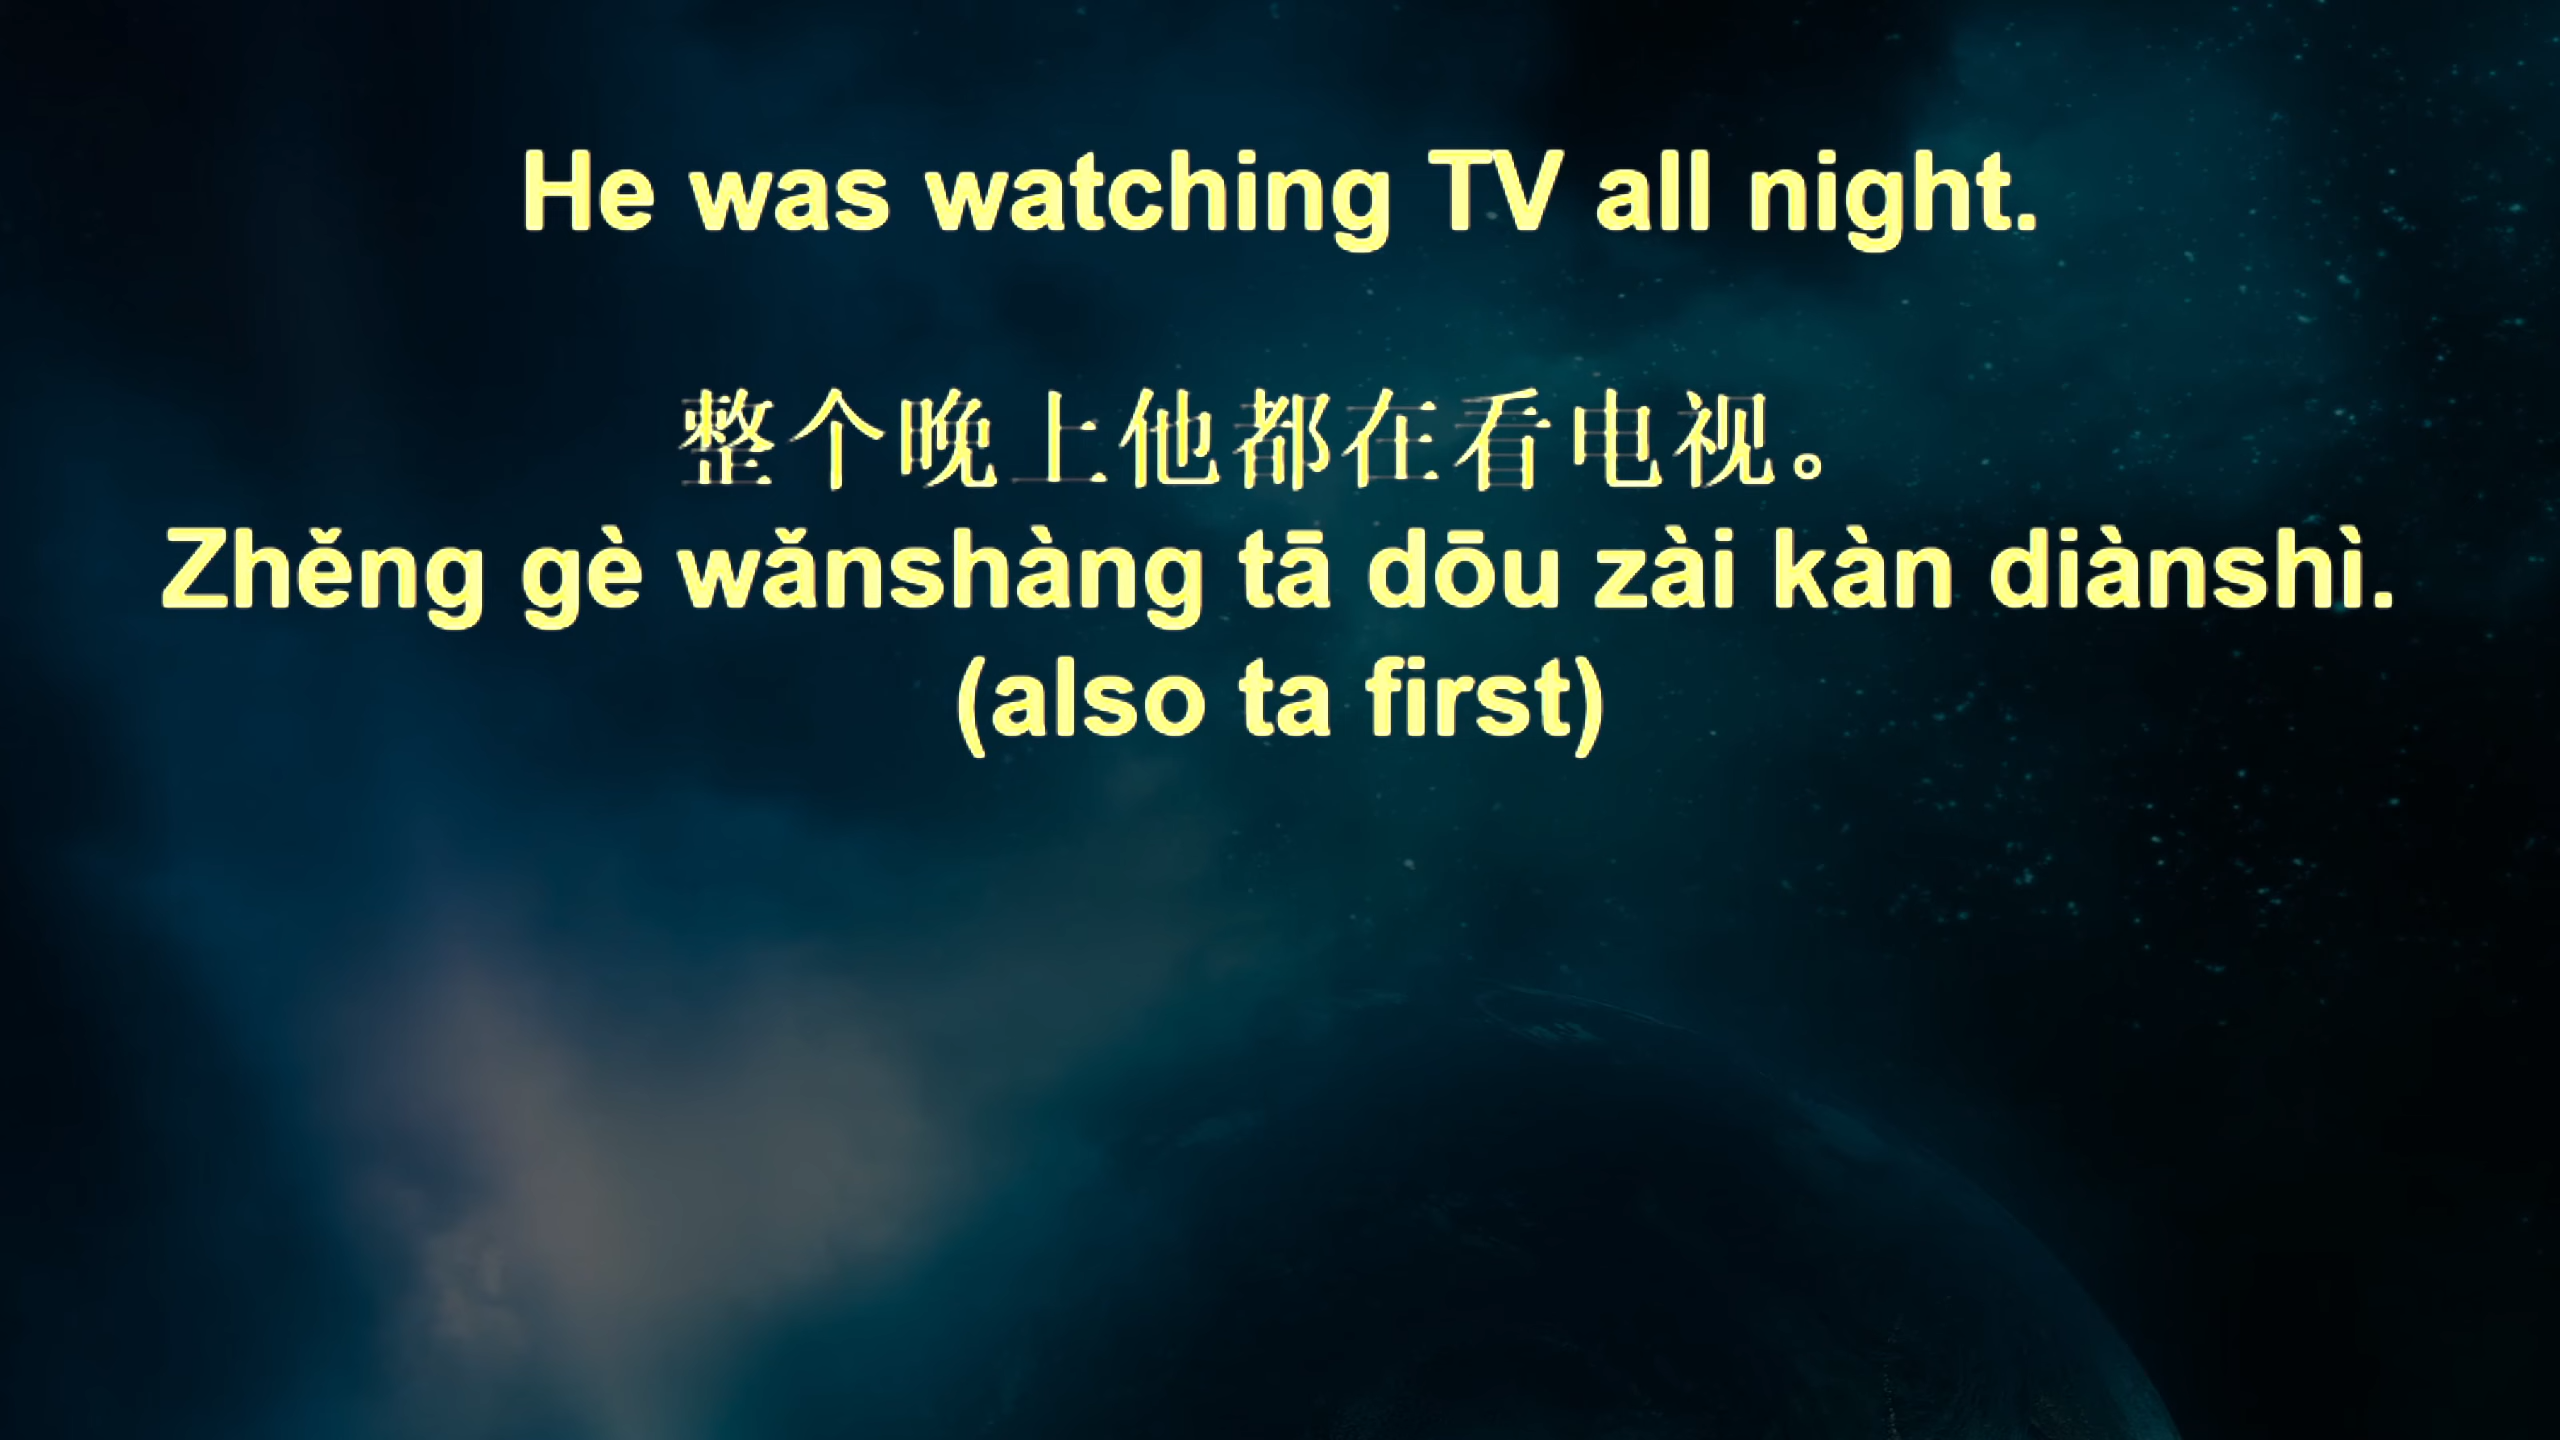 He was watching TV all night.
整个晚上他都在看电视。
Zhěng gè wǎnshàng tā dōu zài kàn diànshì.
(also ta first)